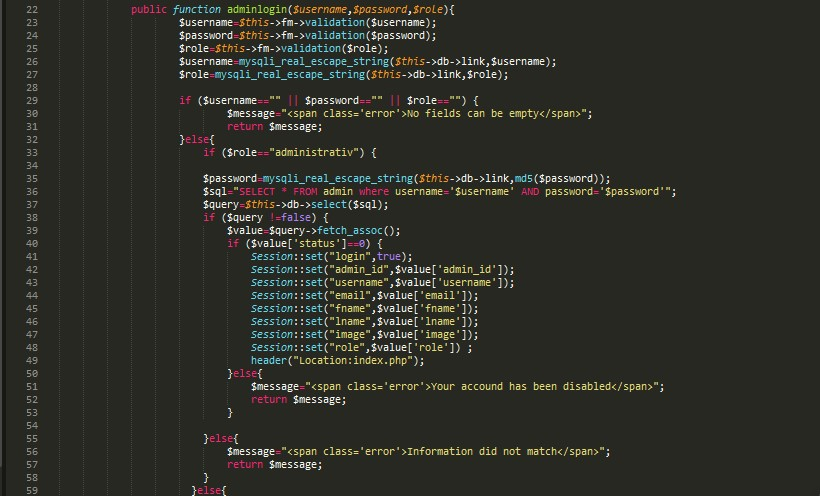 22 public function adminlogin($username,$password,$role){
23 $username=$this->fm->validation($username);
24 $password=$this->fm->validation($password);
25 $role=$this->fm->validation($role);
26 $username=mysqli_real_escape_string($this->db->link,$username);
27 $role=mysqli_real_escape_string($this->db->link,$role);
28
29 if ($username=="" || $password=="" || $role=="") {
30 $message="<span class='error'>No fields can be empty</span>";
31 return $message;
32 }else{
33 if ($role=="administrativ") {
34
35 $password=mysqli_real_escape_string($this->db->link,md5($password));
36 $sql="SELECT * FROM admin where username='$username' AND password='$password'";
37 $query=$this->db->select($sql);
38 if ($query !=false) {
39 $value=$query->fetch_assoc();
40 if ($value['status']==0) {
41 Session::set("login",true);
42 Session::set("admin_id",$value['admin_id']);
43 Session::set("username",$value['username']);
44 Session::set("email",$value['email']);
45 Session::set("fname",$value['fname']);
46 Session::set("lname",$value['lname']);
47 Session::set("image",$value['image']);
48 Session::set("role",$value['role']) ;
49 header("Location:index.php");
50 }else{
51 $message="<span class='error'>Your accound has been disabled</span>";
52 return $message;
53 }
54
55 }else{
56 $message="<span class='error'>Information did not match</span>";
57 return $message;
58 }
59 }else{